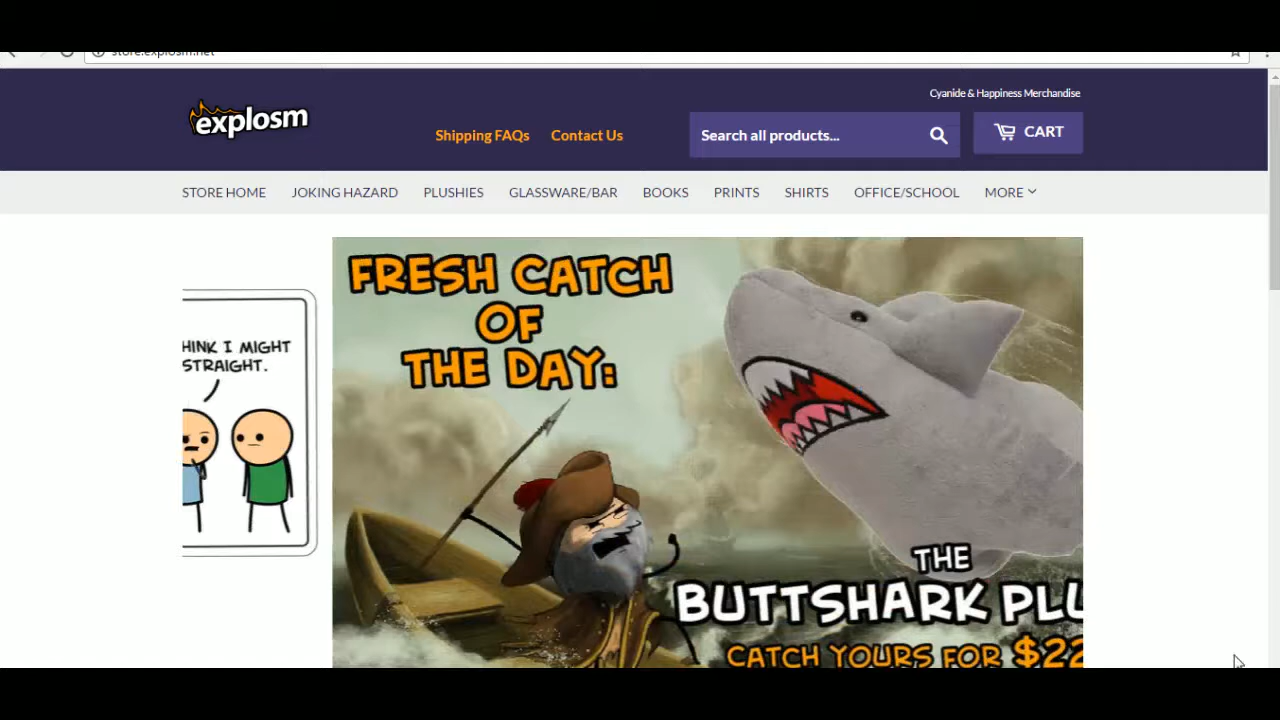 store.explosm.net
Cyanide & Happiness Merchandise
explosm
Shipping FAQs
Contact Us
Search all products...
CART
STORE HOME
JOKING HAZARD
PLUSHIES
GLASSWARE/BAR
BOOKS
PRINTS
SHIRTS
OFFICE/SCHOOL
MORE
HINK I MIGHT
STRAIGHT.
FRESH CATCH
OF
THE DAY:
THE
BUTTSHARK PLU
CATCH YOURS FOR $22